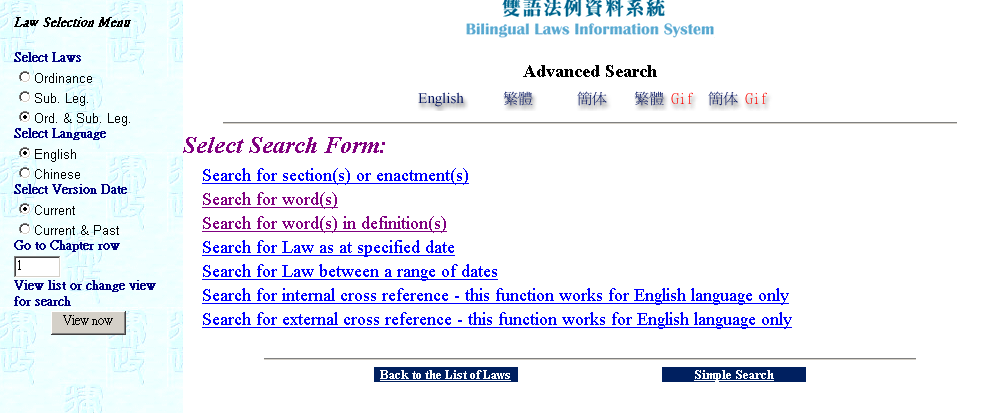 Law Selection Menu
Select Laws
Ordinance
Sub. Leg.
Ord. & Sub. Leg.
Select Language
English
Chinese
Select Version Date
Current
Current & Past
Go to Chapter row
1
View list or change view
for search
View now
雙語法例資料系統
Bilingual Laws Information System
Advanced Search
English 繁體 简体 繁體 Gif 简体 Gif
Select Search Form:
Search for section(s) or enactment(s)
Search for word(s)
Search for word(s) in definition(s)
Search for Law as at specified date
Search for Law between a range of dates
Search for internal cross reference - this function works for English language only
Search for external cross reference - this function works for English language only
Back to the List of Laws
Simple Search